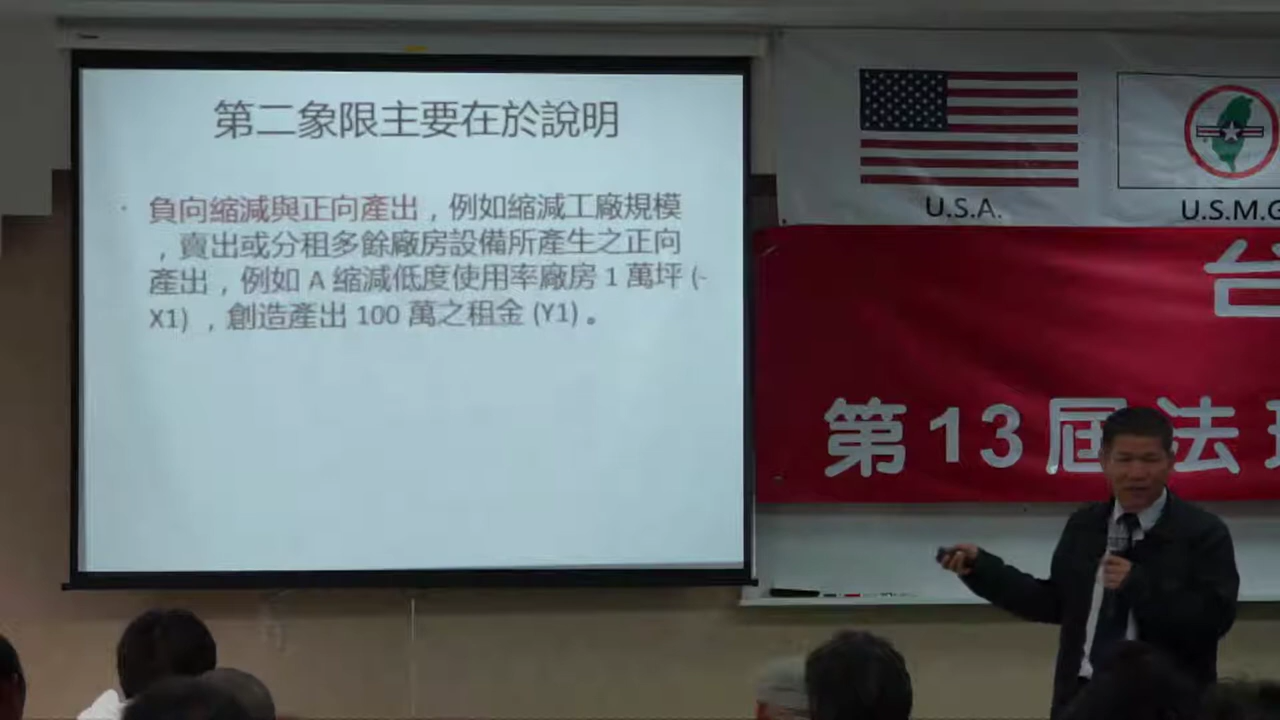 第二象限主要在於說明
· 負向縮減與正向產出，例如縮減工廠規模
，賣出或分租多餘廠房設備所產生之正向
產出，例如 A 縮減低度使用率廠房 1 萬坪 (-
X1) ，創造產出 100 萬之租金 (Y1) 。
U.S.A.
U.S.M.G
台
第13屆法